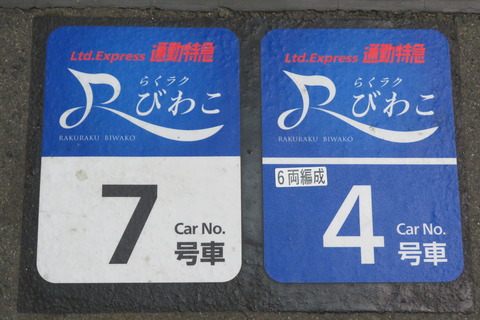 Ltd.Express 通勤特急
らくラク
Rびわこ
RAKURAKU BIWAKO
7
Car No.
号車
Ltd.Express 通勤特急
らくラク
Rびわこ
RAKURAKU BIWAKO
6両編成
4
Car No.
号車